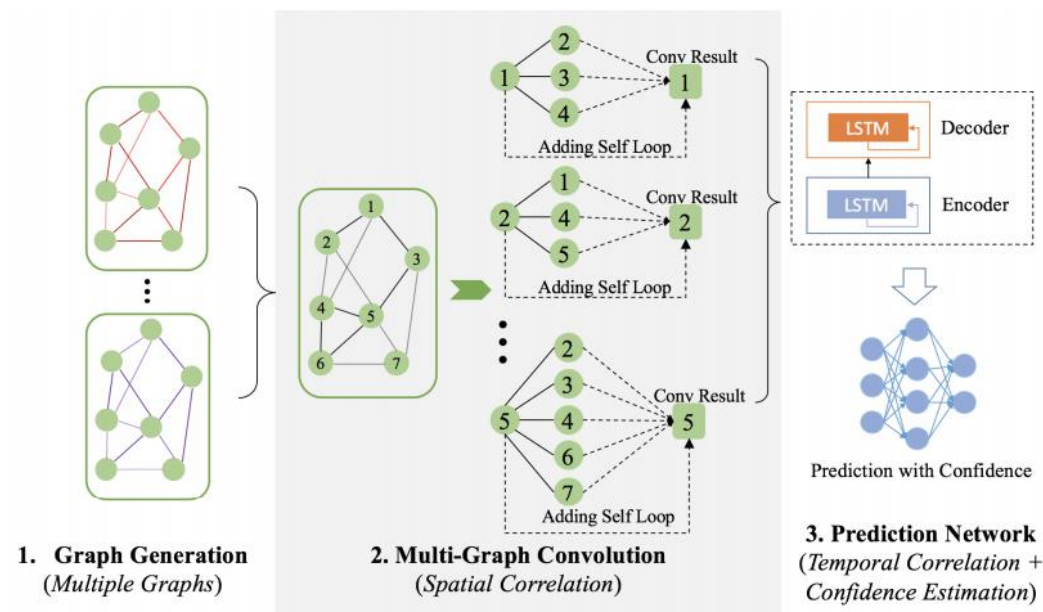 1
2
3
4
5
6
7
1
2
3
4
Conv Result
1
Adding Self Loop
2
1
4
5
Conv Result
2
Adding Self Loop
5
2
3
4
6
7
Conv Result
5
Adding Self Loop
LSTM
Decoder
LSTM
Encoder
Prediction with Confidence
1. Graph Generation
(Multiple Graphs)
2. Multi-Graph Convolution
(Spatial Correlation)
3. Prediction Network
(Temporal Correlation +
Confidence Estimation)